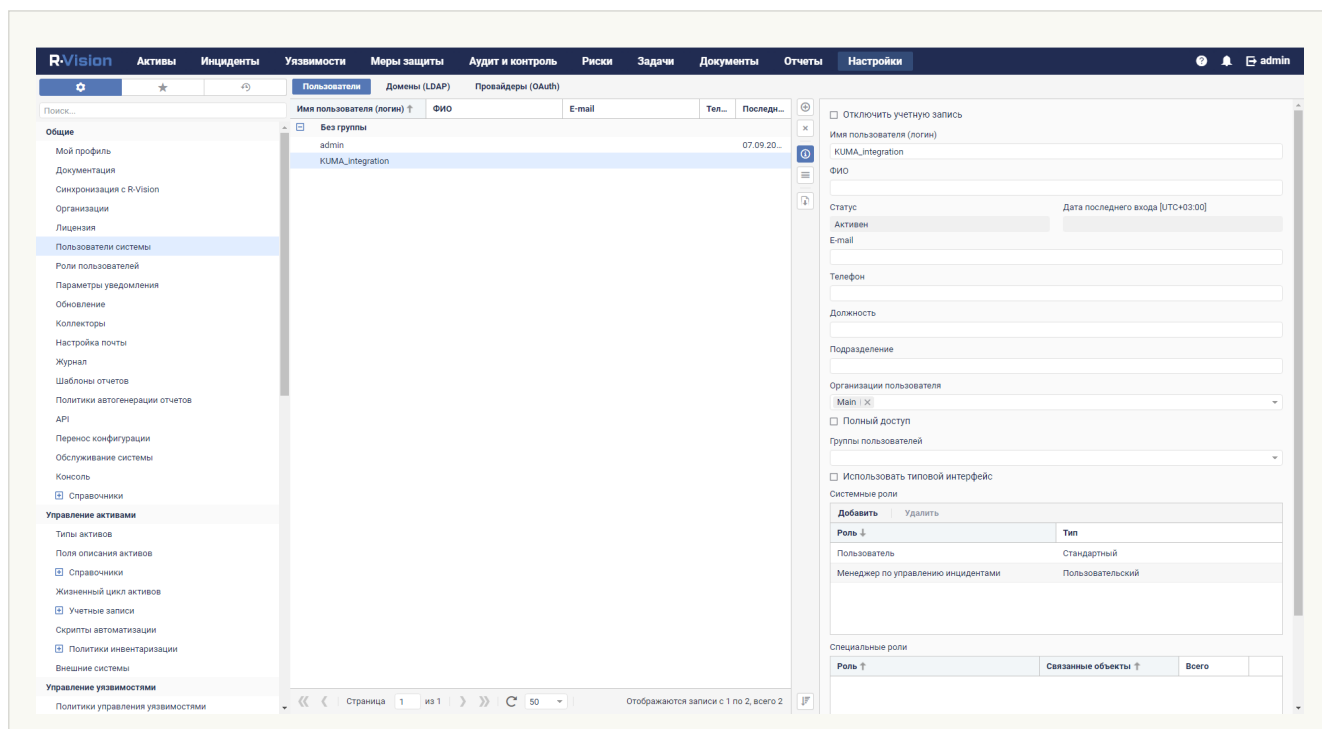 R·Vision Активы Инциденты Уязвимости Меры защиты Аудит и контроль Риски Задачи Документы Отчеты Настройки admin
Пользователи Домены (LDAP) Провайдеры (OAuth)
Поиск...
Общие
Мой профиль
Документация
Синхронизация с R-Vision
Организации
Лицензия
Пользователи системы
Роли пользователей
Параметры уведомления
Обновление
Коллекторы
Настройка почты
Журнал
Шаблоны отчетов
Политики автогенерации отчетов
API
Перенос конфигурации
Обслуживание системы
Консоль
Справочники
Управление активами
Типы активов
Поля описания активов
Справочники
Жизненный цикл активов
Учетные записи
Скрипты автоматизации
Политики инвентаризации
Внешние системы
Управление уязвимостями
Политики управления уязвимостями
Имя пользователя (логин) ФИО E-mail Тел... Последн...
Без группы
admin 07.09.20...
KUMA_integration
Страница 1 из 1 50 Отображаются записи с 1 по 2, всего 2
Отключить учетную запись
Имя пользователя (логин)
KUMA_integration
ФИО
Статус Дата последнего входа [UTC+03:00]
Активен
E-mail
Телефон
Должность
Подразделение
Организации пользователя
Main
Полный доступ
Группы пользователей
Использовать типовой интерфейс
Системные роли
Добавить Удалить
Роль Тип
Пользователь Стандартный
Менеджер по управлению инцидентами Пользовательский
Специальные роли
Роль Связанные объекты Всего